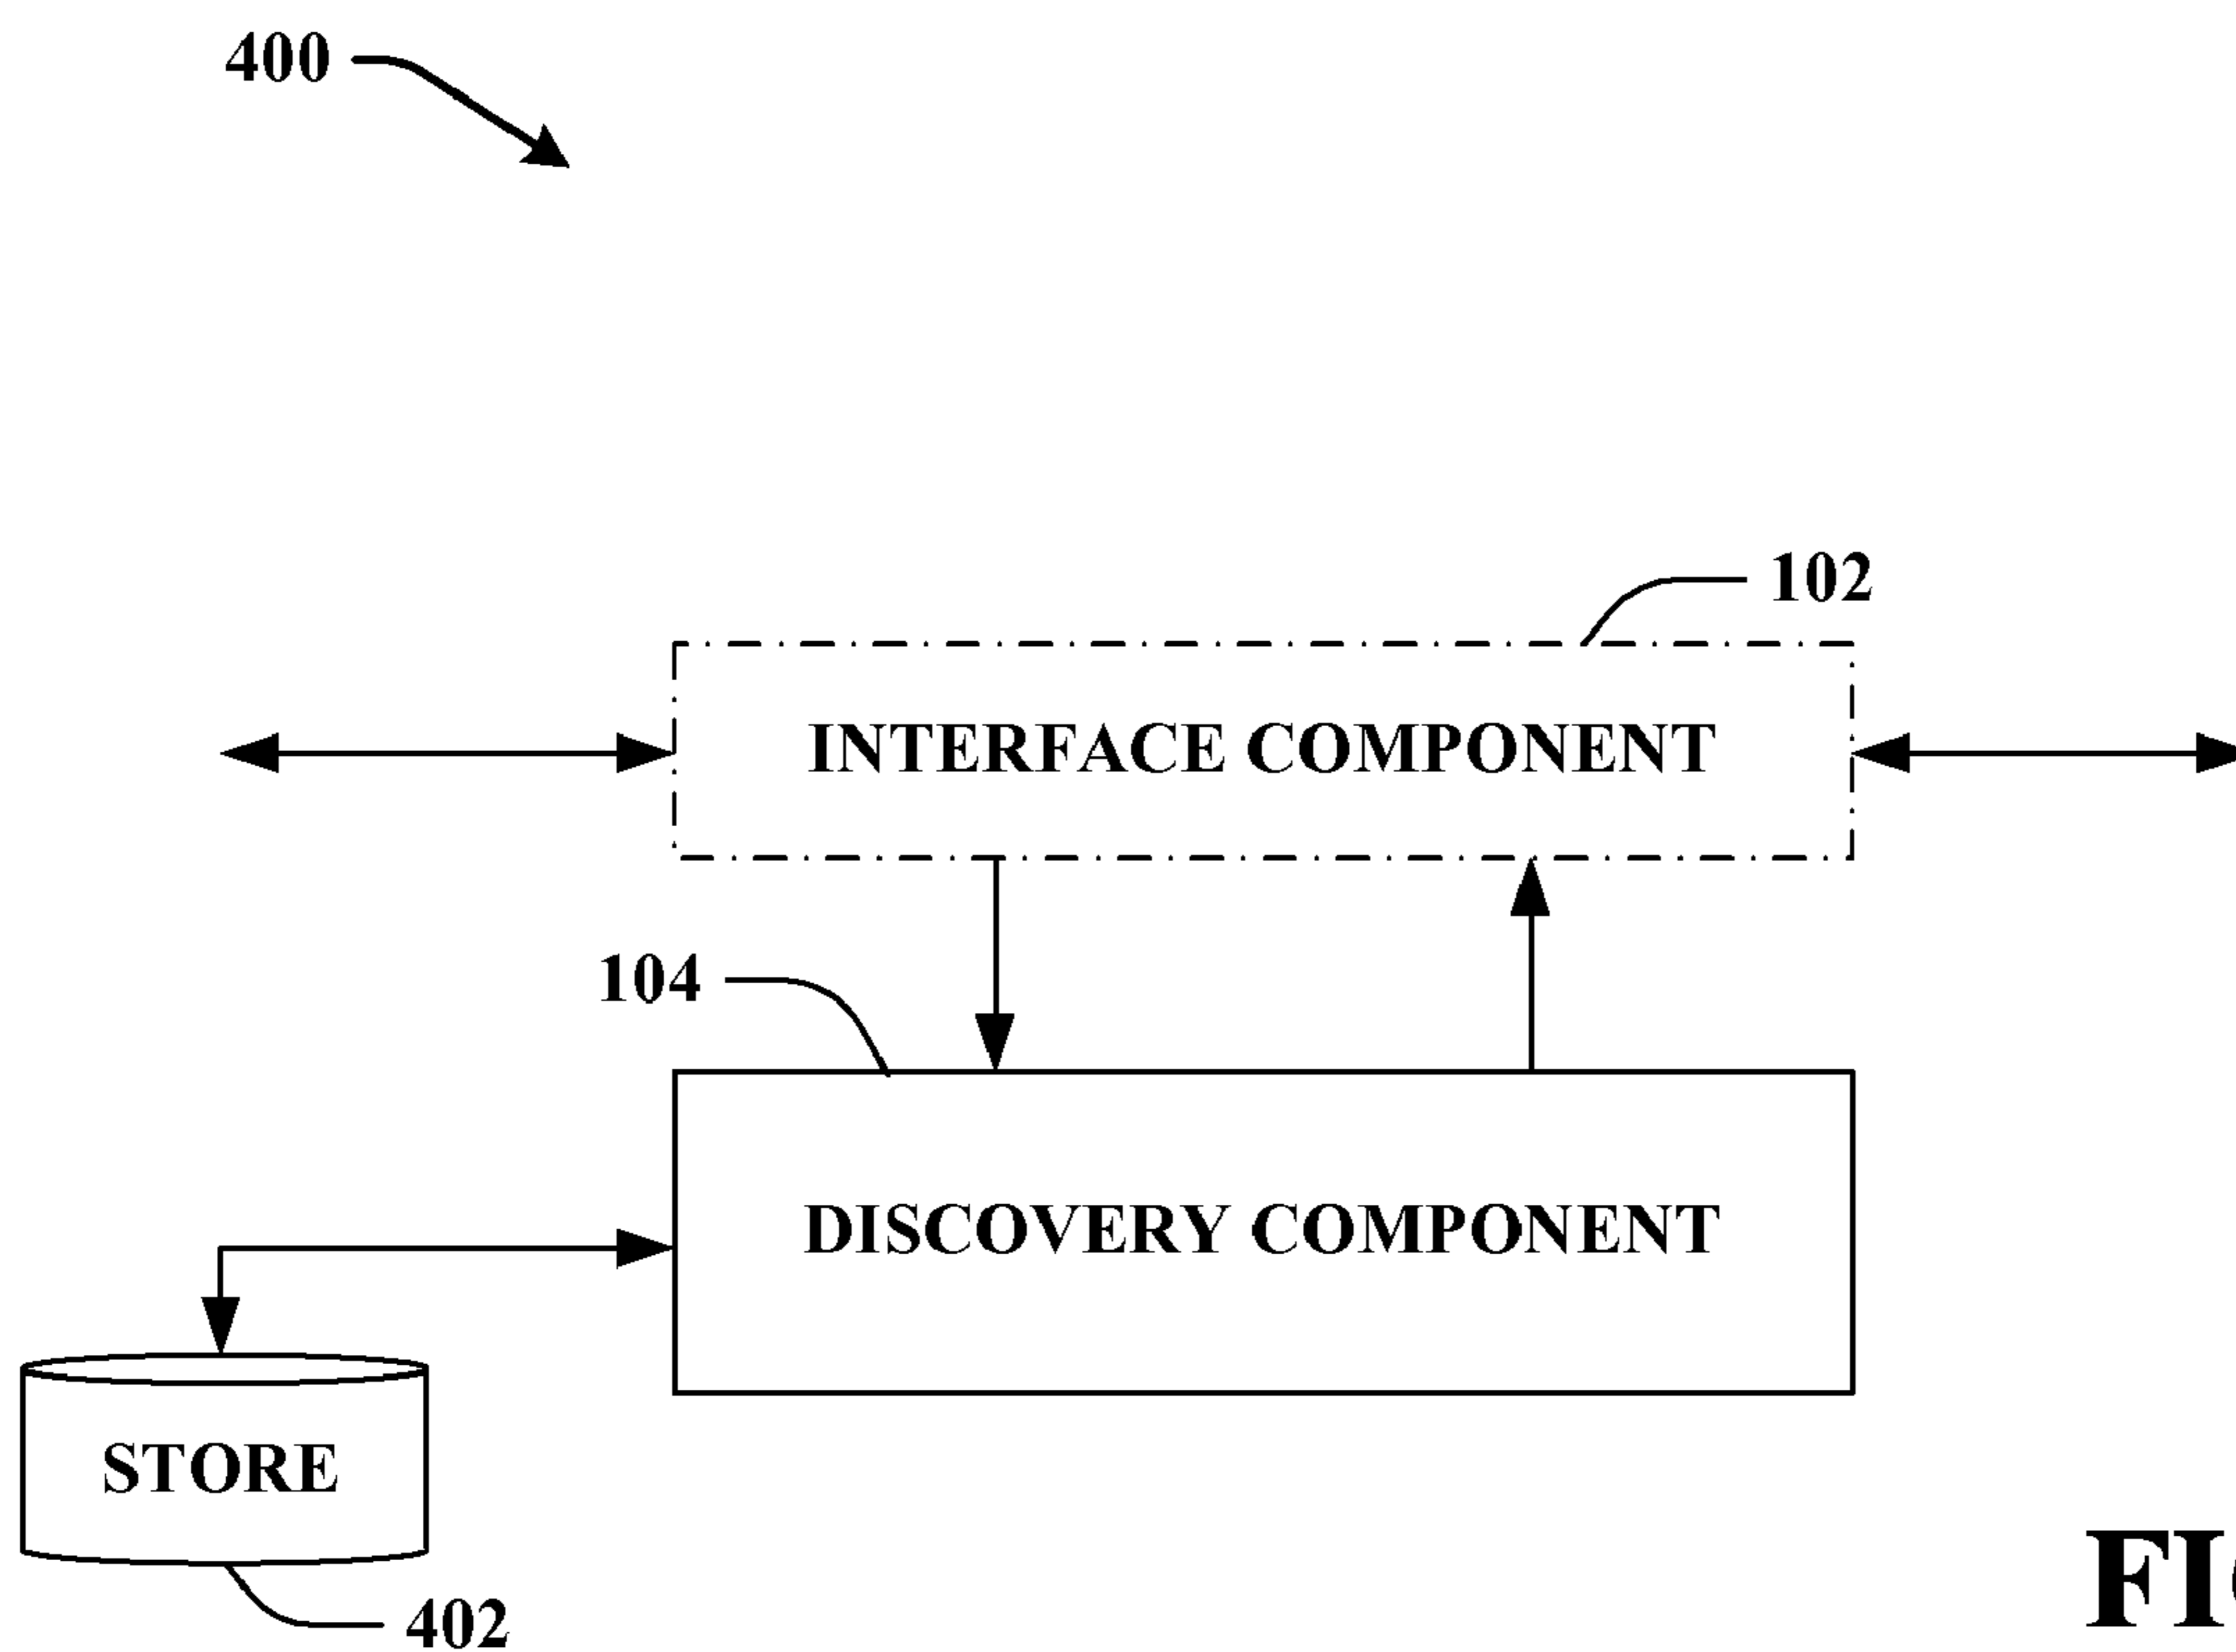 400
102
INTERFACE COMPONENT
104
DISCOVERY COMPONENT
STORE
402